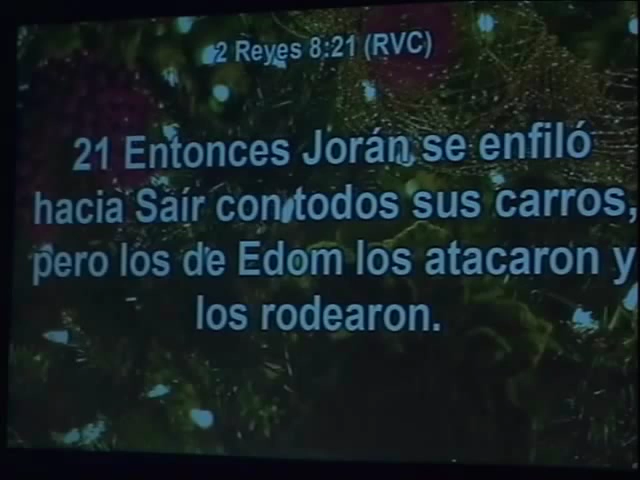 2 Reyes 8:21 (RVC)
21 Entonces Jorán se enfiló
hacia Saír con todos sus carros,
pero los de Edom los atacaron y
los rodearon.